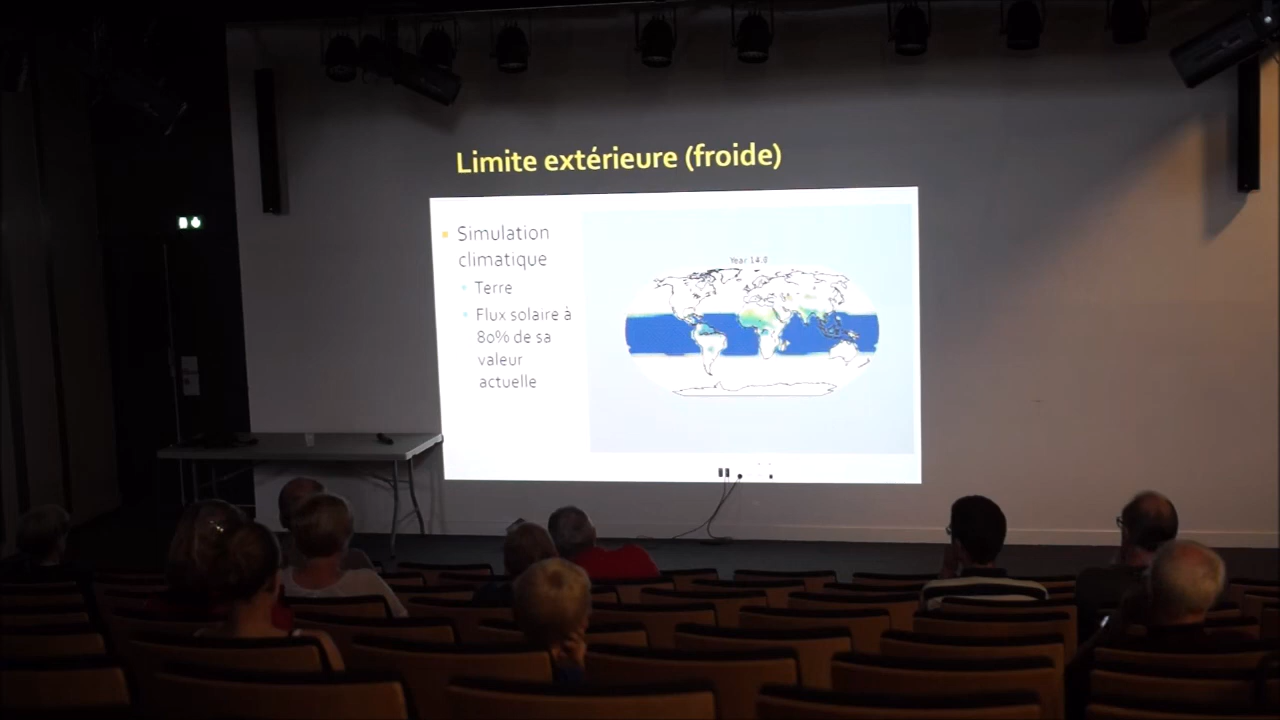 Limite extérieure (froide)
Simulation
climatique
Terre
Flux solaire à
80% de sa
valeur
actuelle
Year 14.0